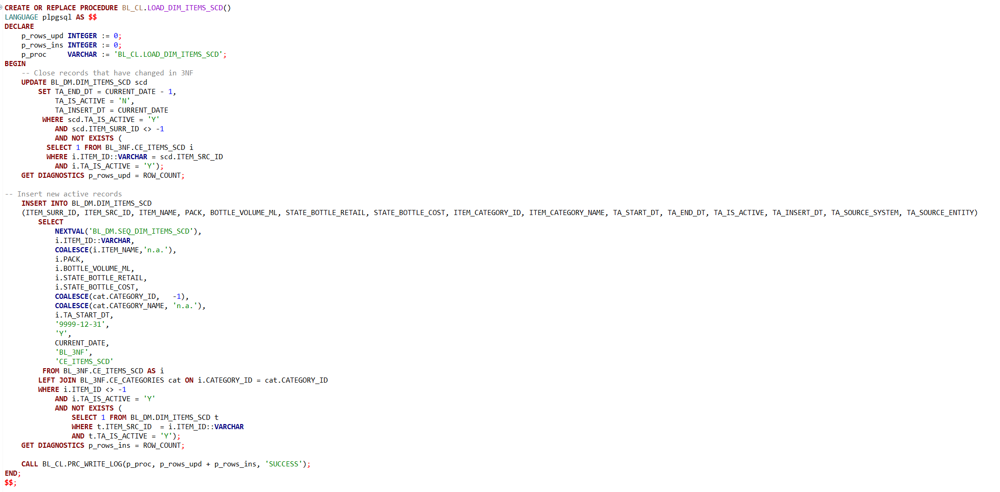 CREATE OR REPLACE PROCEDURE BL_CL.LOAD_DIM_ITEMS_SCD()
LANGUAGE plpgsql AS $$
DECLARE
    p_rows_upd INTEGER := 0;
    p_rows_ins INTEGER := 0;
    p_proc     VARCHAR := 'BL_CL.LOAD_DIM_ITEMS_SCD';
BEGIN
    -- Close records that have changed in 3NF
    UPDATE BL_DM.DIM_ITEMS_SCD scd
        SET TA_END_DT = CURRENT_DATE - 1,
            TA_IS_ACTIVE = 'N',
            TA_INSERT_DT = CURRENT_DATE
         WHERE scd.TA_IS_ACTIVE = 'Y'
            AND scd.ITEM_SURR_ID <> -1
            AND NOT EXISTS (
          SELECT 1 FROM BL_3NF.CE_ITEMS_SCD i
          WHERE i.ITEM_ID::VARCHAR = scd.ITEM_SRC_ID
            AND i.TA_IS_ACTIVE = 'Y');
    GET DIAGNOSTICS p_rows_upd = ROW_COUNT;

-- Insert new active records
    INSERT INTO BL_DM.DIM_ITEMS_SCD
    (ITEM_SURR_ID, ITEM_SRC_ID, ITEM_NAME, PACK, BOTTLE_VOLUME_ML, STATE_BOTTLE_RETAIL, STATE_BOTTLE_COST, ITEM_CATEGORY_ID, ITEM_CATEGORY_NAME, TA_START_DT, TA_END_DT, TA_IS_ACTIVE, TA_INSERT_DT, TA_SOURCE_SYSTEM, TA_SOURCE_ENTITY)
           SELECT
            NEXTVAL('BL_DM.SEQ_DIM_ITEMS_SCD'),
            i.ITEM_ID::VARCHAR,
            COALESCE(i.ITEM_NAME,'n.a.'),
            i.PACK,
            i.BOTTLE_VOLUME_ML,
            i.STATE_BOTTLE_RETAIL,
            i.STATE_BOTTLE_COST,
            COALESCE(cat.CATEGORY_ID,   -1),
            COALESCE(cat.CATEGORY_NAME, 'n.a.'),
            i.TA_START_DT,
            '9999-12-31',
            'Y',
            CURRENT_DATE,
            'BL_3NF',
            'CE_ITEMS_SCD'
         FROM BL_3NF.CE_ITEMS_SCD AS i
        LEFT JOIN BL_3NF.CE_CATEGORIES cat ON i.CATEGORY_ID = cat.CATEGORY_ID
        WHERE i.ITEM_ID <> -1
            AND i.TA_IS_ACTIVE = 'Y'
            AND NOT EXISTS (
                SELECT 1 FROM BL_DM.DIM_ITEMS_SCD t
                WHERE t.ITEM_SRC_ID  = i.ITEM_ID::VARCHAR
                AND t.TA_IS_ACTIVE = 'Y');
    GET DIAGNOSTICS p_rows_ins = ROW_COUNT;

    CALL BL_CL.PRC_WRITE_LOG(p_proc, p_rows_upd + p_rows_ins, 'SUCCESS');
END;
$$;